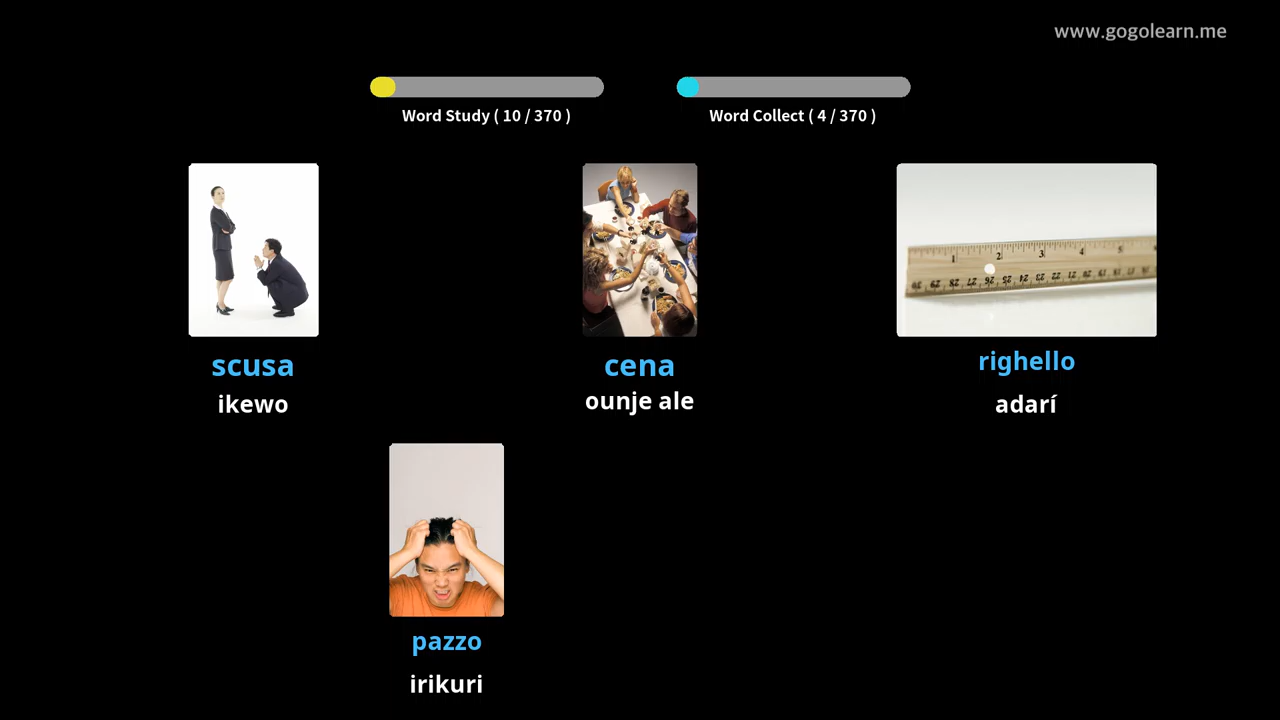 www.gogolearn.me
Word Study ( 10 / 370 )
Word Collect ( 4 / 370 )
scusa
ikewo
cena
ounje ale
righello
adarí
pazzo
irikuri